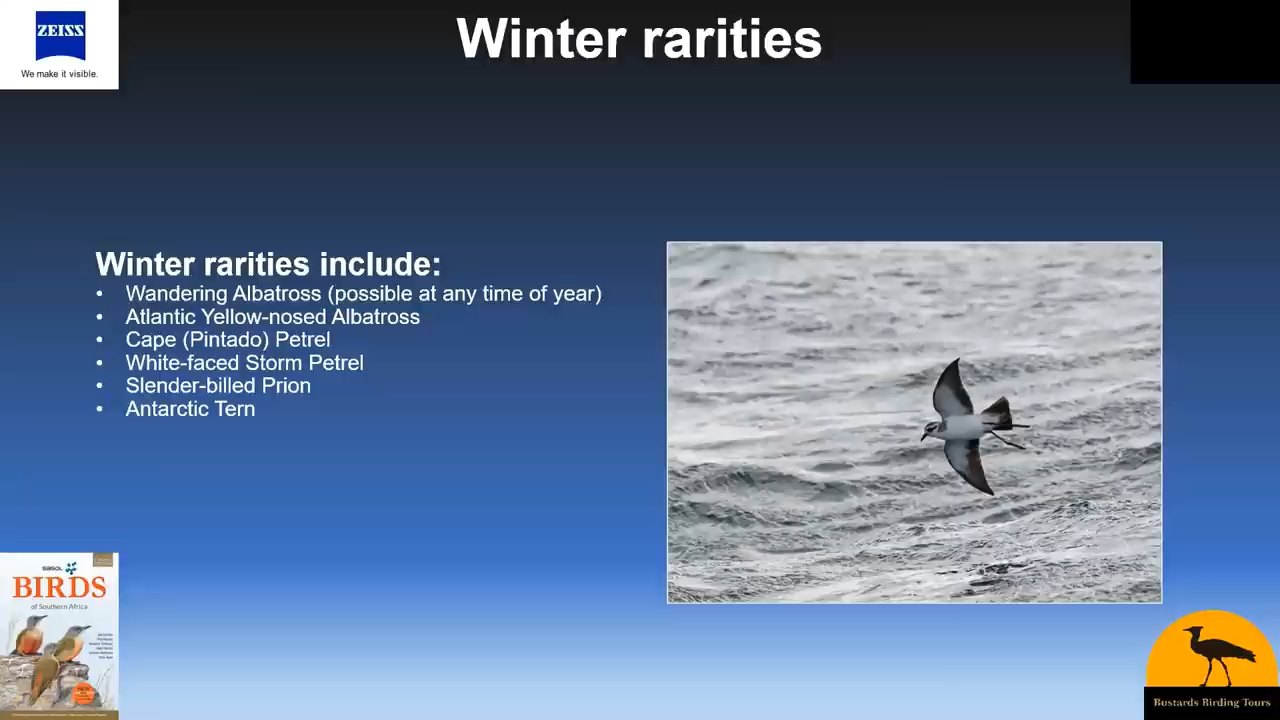 ZEISS
We make it visible.
Winter rarities
Winter rarities include:
• Wandering Albatross (possible at any time of year)
• Atlantic Yellow-nosed Albatross
• Cape (Pintado) Petrel
• White-faced Storm Petrel
• Slender-billed Prion
• Antarctic Tern
sasol
BIRDS
of Southern Africa
Bustards Birding Tours